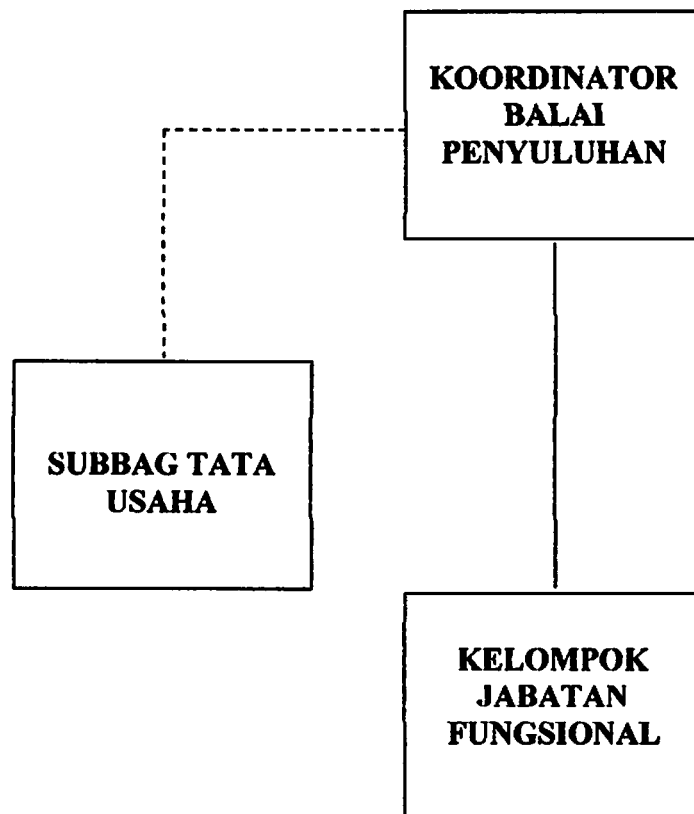 KOORDINATOR
BALAI
PENYULUHAN
SUBBAG TATA
USAHA
KELOMPOK
JABATAN
FUNGSIONAL